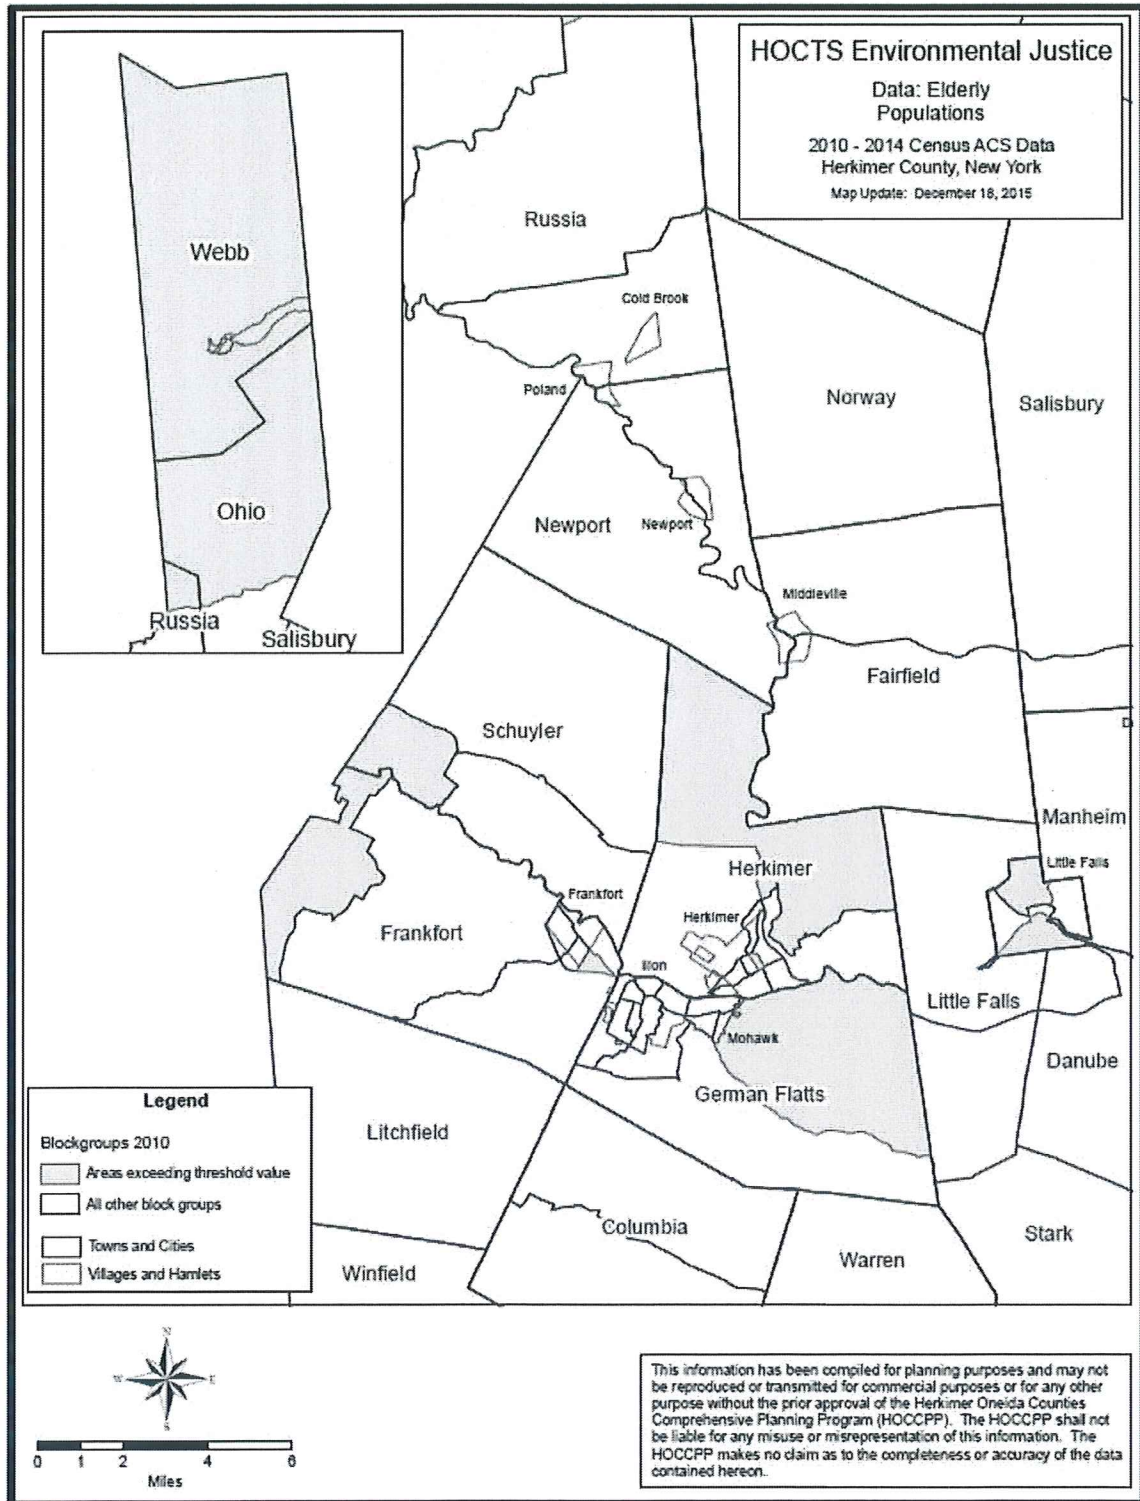 HOCTS Environmental Justice
Data: Elderly
Populations
2010 - 2014 Census ACS Data
Herkimer County, New York
Map Update: December 18, 2015
Webb
Ohio
Russia
Salisbury
Russia
Cold Brook
Poland
Norway
Salisbury
Newport
Newport
Middleville
Fairfield
Schuyler
Manheim
Little Falls
Herkimer
Frankfort
Herkimer
Frankfort
Ilion
Little Falls
Mohawk
Danube
German Flatts
Litchfield
Columbia
Stark
Warren
Winfield
Legend
Blockgroups 2010
Areas exceeding threshold value
All other block groups
Towns and Cities
Villages and Hamlets
N
W E
S
0 1 2 4 6
Miles
This information has been compiled for planning purposes and may not
be reproduced or transmitted for commercial purposes or for any other
purpose without the prior approval of the Herkimer Oneida Counties
Comprehensive Planning Program (HOCCPP). The HOCCPP shall not
be liable for any misuse or misrepresentation of this information. The
HOCCPP makes no claim as to the completeness or accuracy of the data
contained hereon.